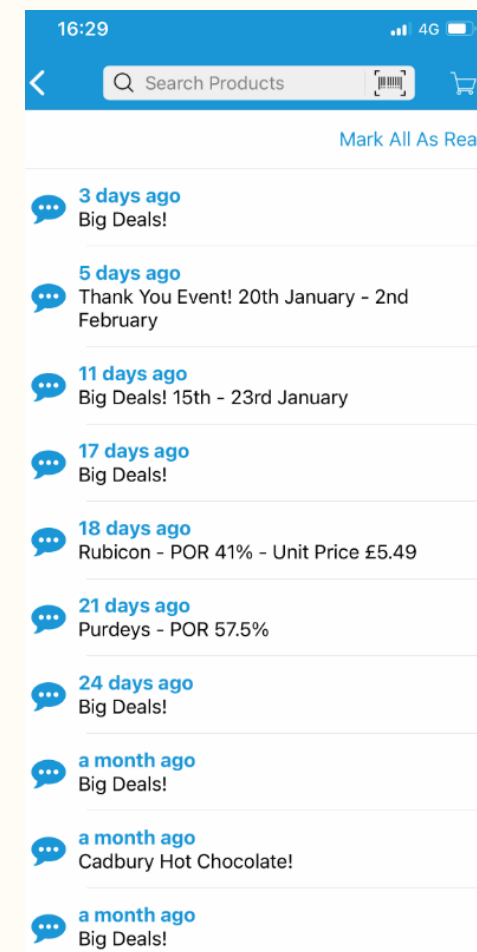 16:29
4G
Search Products
Mark All As Rea
3 days ago
Big Deals!
5 days ago
Thank You Event! 20th January - 2nd
February
11 days ago
Big Deals! 15th - 23rd January
17 days ago
Big Deals!
18 days ago
Rubicon - POR 41% - Unit Price £5.49
21 days ago
Purdeys - POR 57.5%
24 days ago
Big Deals!
a month ago
Big Deals!
a month ago
Cadbury Hot Chocolate!
a month ago
Big Deals!